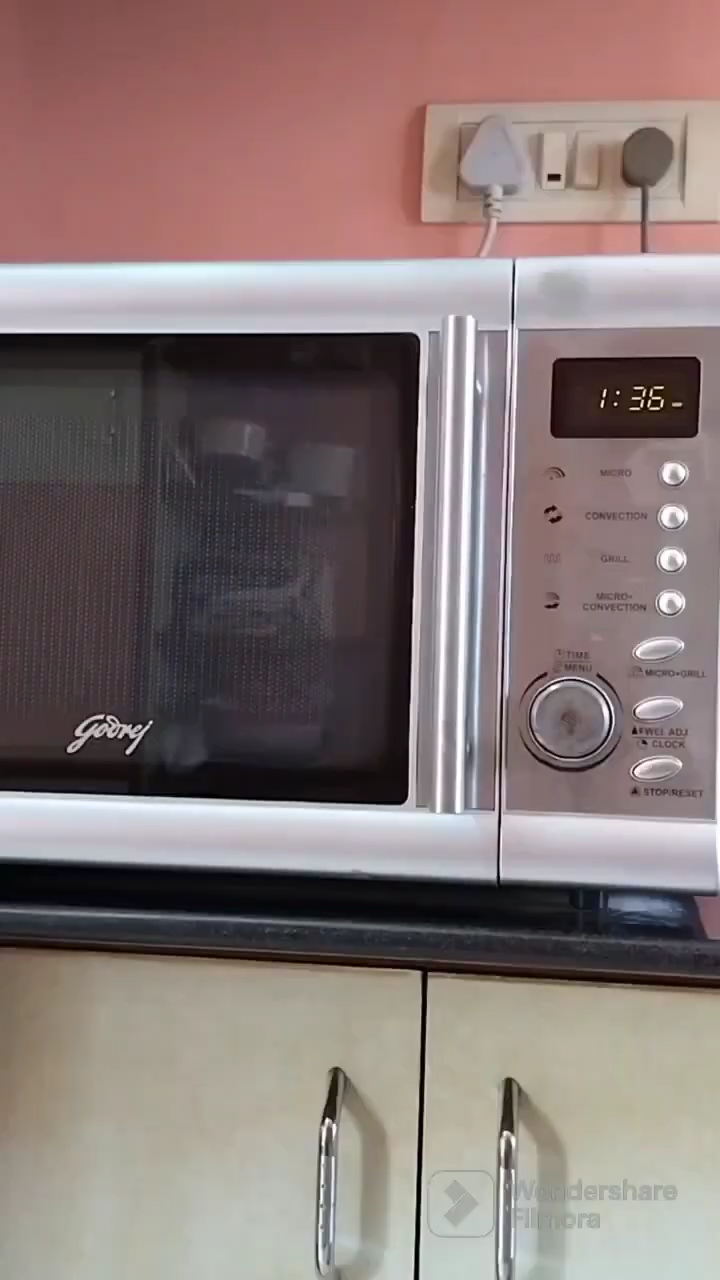 1:36
MICRO
CONVECTION
GRILL
MICRO+
CONVECTION
TIME
MENU
MICRO+GRILL
CLOCK
STOP/RESET
Godrej
Wondershare
Filmora